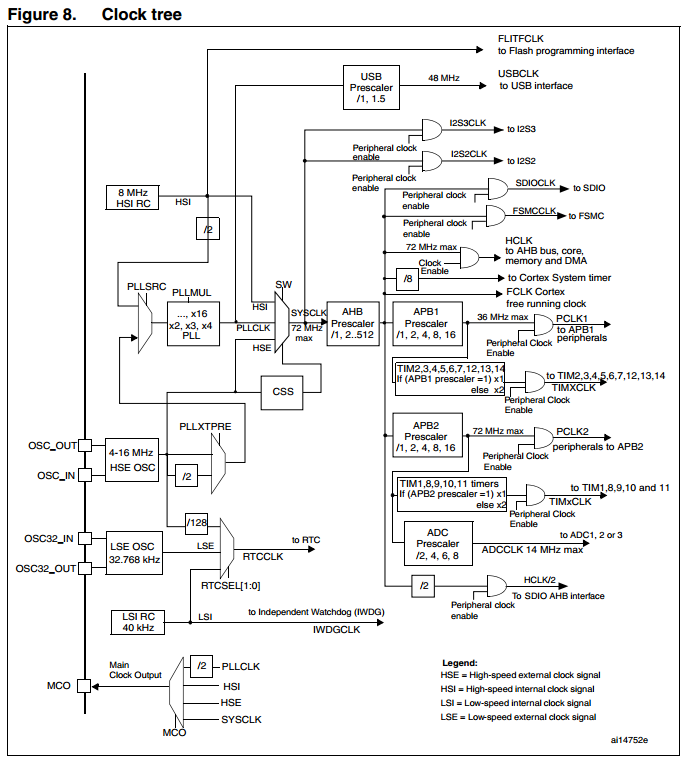 Figure 8. Clock tree
FLITFCLK
to Flash programming interface
USB
Prescaler
/1, 1.5
48 MHz
USBCLK
to USB interface
I2S3CLK
to I2S3
Peripheral clock
enable
I2S2CLK
to I2S2
Peripheral clock
enable
SDIOCLK
to SDIO
Peripheral clock
enable
FSMCCLK
to FSMC
Peripheral clock
enable
8 MHz
HSI RC
HSI
/2
HCLK
to AHB bus, core,
memory and DMA
72 MHz max
Clock
Enable
/8
to Cortex System timer
FCLK Cortex
free running clock
PLLSRC
PLLMUL
..., x16
x2, x3, x4
PLL
SW
HSI
PLLCLK
HSE
SYSCLK
72 MHz
max
AHB
Prescaler
/1, 2..512
APB1
Prescaler
/1, 2, 4, 8, 16
36 MHz max
PCLK1
to APB1
peripherals
Peripheral Clock
Enable
TIM2,3,4,5,6,7,12,13,14
If (APB1 prescaler =1) x1
else x2
to TIM2,3,4,5,6,7,12,13,14
TIMXCLK
Peripheral Clock
Enable
CSS
PLLXTPRE
OSC_OUT
OSC_IN
4-16 MHz
HSE OSC
/2
APB2
Prescaler
/1, 2, 4, 8, 16
72 MHz max
PCLK2
peripherals to APB2
Peripheral Clock
Enable
TIM1,8,9,10,11 timers
If (APB2 prescaler =1) x1
else x2
to TIM1,8,9,10 and 11
TIMxCLK
Peripheral Clock
Enable
/128
OSC32_IN
OSC32_OUT
LSE OSC
32.768 kHz
LSE
to RTC
RTCCLK
RTCSEL[1:0]
ADC
Prescaler
/2, 4, 6, 8
to ADC1, 2 or 3
ADCCLK 14 MHz max
/2
HCLK/2
To SDIO AHB interface
Peripheral clock
enable
LSI RC
40 kHz
LSI
to Independent Watchdog (IWDG)
IWDGCLK
MCO
Main
Clock Output
/2
PLLCLK
HSI
HSE
SYSCLK
MCO
Legend:
HSE = High-speed external clock signal
HSI = High-speed internal clock signal
LSI = Low-speed internal clock signal
LSE = Low-speed external clock signal
ai14752e